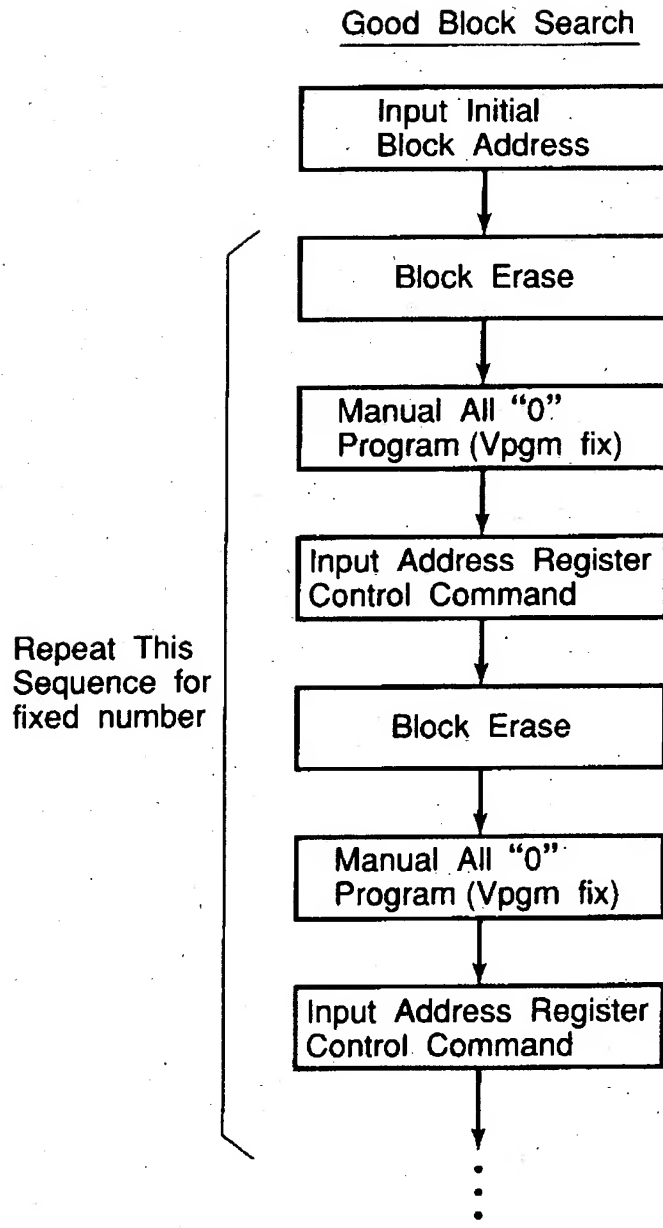 Good Block Search
Input Initial
Block Address
Block Erase
Manual All “0”
Program (Vpgm fix)
Input Address Register
Control Command
Repeat This
Sequence for
fixed number
Block Erase
Manual All “0”
Program (Vpgm fix)
Input Address Register
Control Command